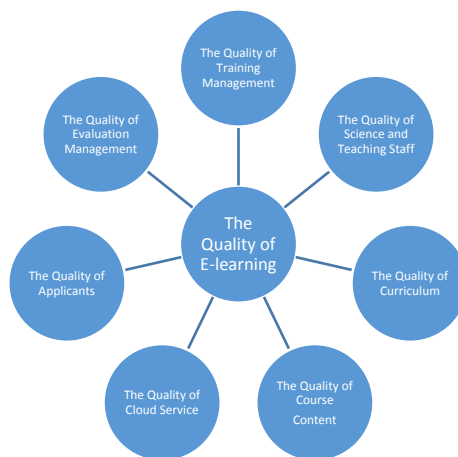 The Quality of
Training
Management
The Quality of
Evaluation
Management
The Quality of
Science and
Teaching Staff
The
Quality of
E-learning
The Quality of
Applicants
The Quality of
Curriculum
The Quality of
Cloud Service
The Quality of
Course
Content